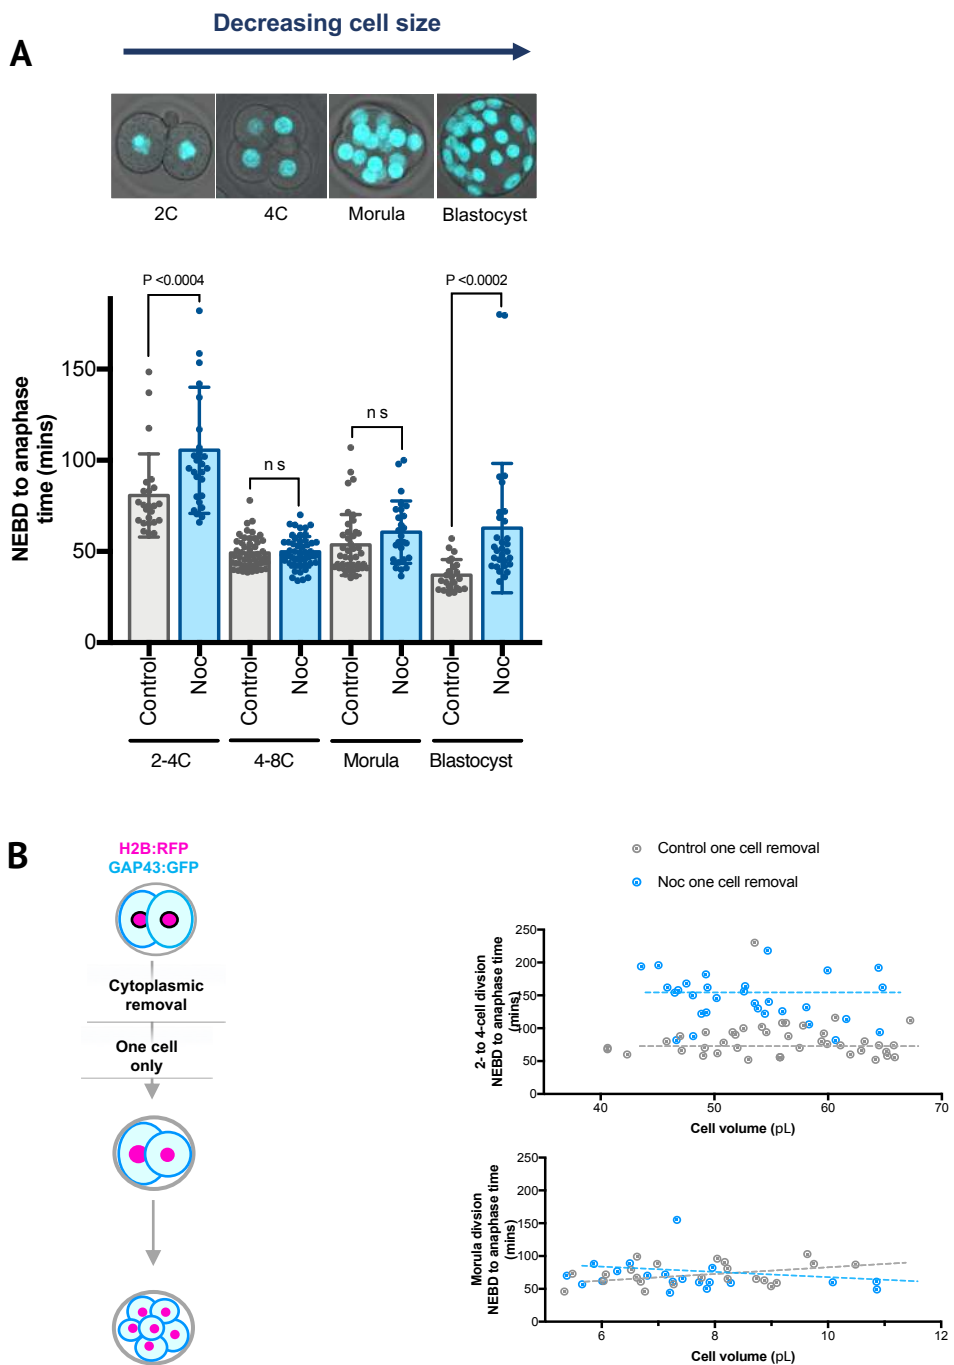 Decreasing cell size
A
2C
4C
Morula
Blastocyst
P <0.0004
P <0.0002
n s
n s
NEBD to anaphase
time (mins)
150
100
50
0
Control
Noc
Control
Noc
Control
Noc
Control
Noc
2-4C
4-8C
Morula
Blastocyst
B
H2B:RFP
GAP43:GFP
Cytoplasmic
removal
One cell
only
Control one cell removal
Noc one cell removal
2- to 4-cell divsion
NEBD to anaphase time
(mins)
250
200
150
100
50
0
40
50
60
70
Cell volume (pL)
Morula divsion
NEBD to anaphase time
(mins)
250
200
150
100
50
0
6
8
10
12
Cell volume (pL)